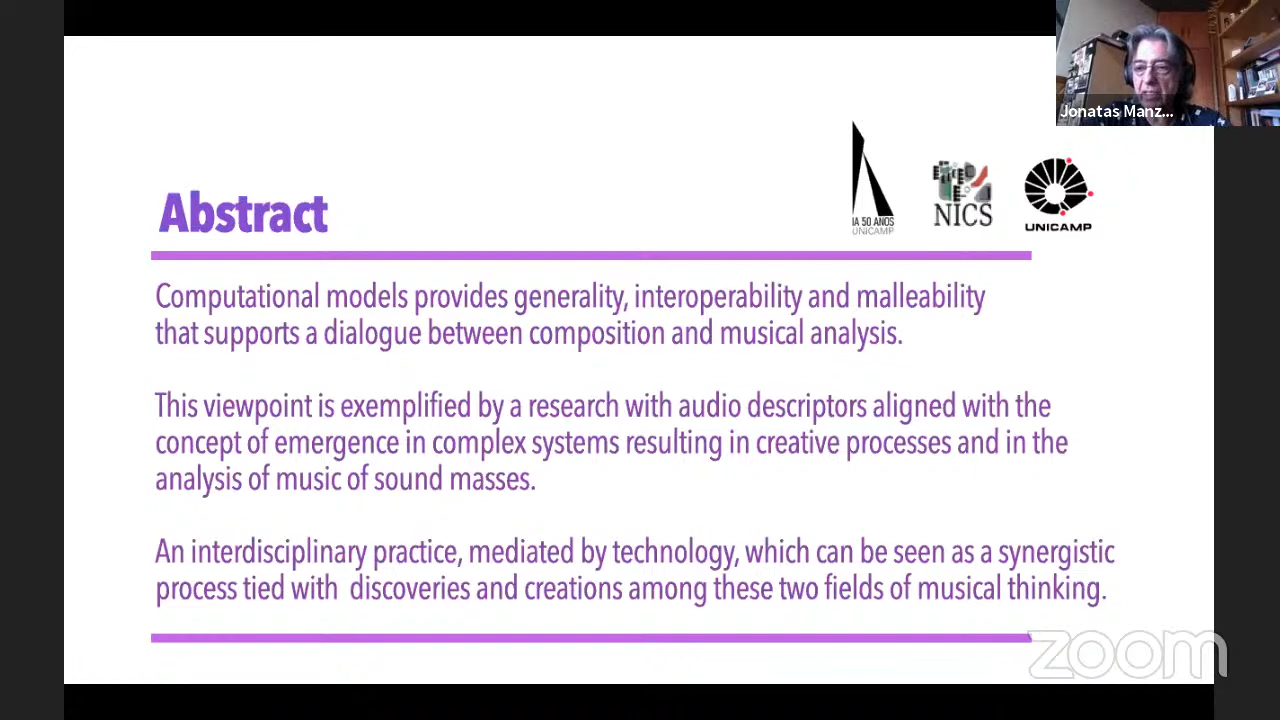 Jonatas Manz...
IA 50 ANOS
UNICAMP
NICS
UNICAMP
Abstract
Computational models provides generality, interoperability and malleability
that supports a dialogue between composition and musical analysis.
This viewpoint is exemplified by a research with audio descriptors aligned with the
concept of emergence in complex systems resulting in creative processes and in the
analysis of music of sound masses.
An interdisciplinary practice, mediated by technology, which can be seen as a synergistic
process tied with  discoveries and creations among these two fields of musical thinking.
zoom